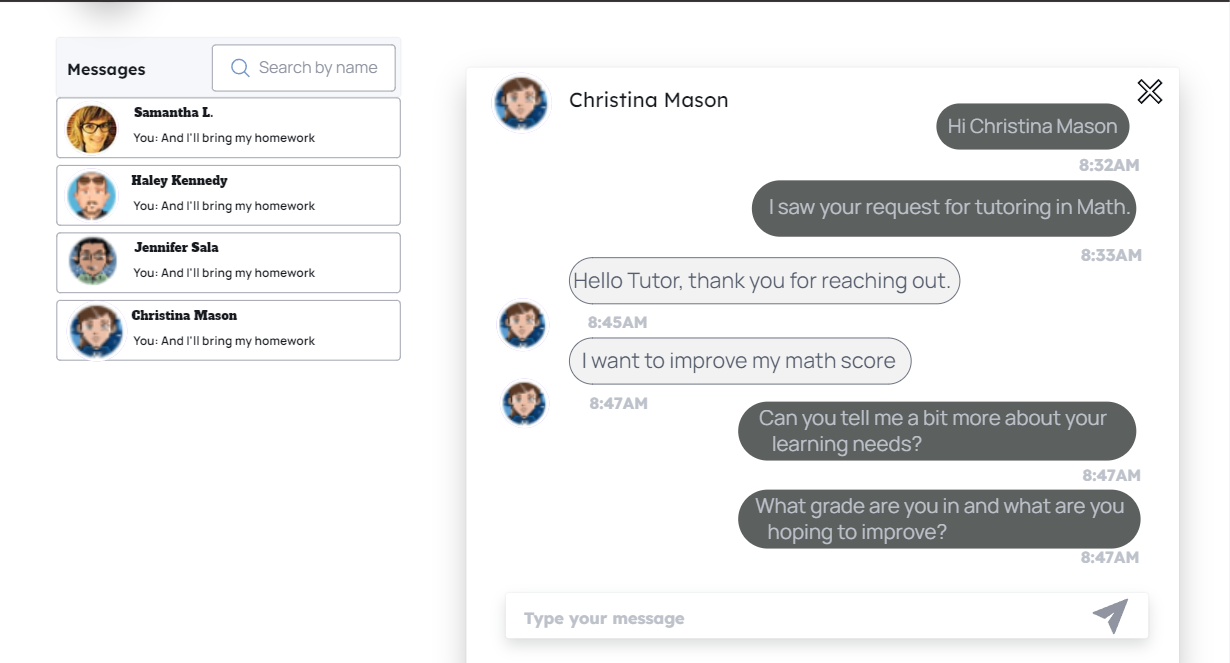 Messages
Search by name
Samantha L.
You: And I'll bring my homework
Haley Kennedy
You: And I'll bring my homework
Jennifer Sala
You: And I'll bring my homework
Christina Mason
You: And I'll bring my homework
Christina Mason
Hi Christina Mason
8:32AM
I saw your request for tutoring in Math.
8:33AM
Hello Tutor, thank you for reaching out.
8:45AM
I want to improve my math score
8:47AM
Can you tell me a bit more about your
learning needs?
8:47AM
What grade are you in and what are you
hoping to improve?
8:47AM
Type your message